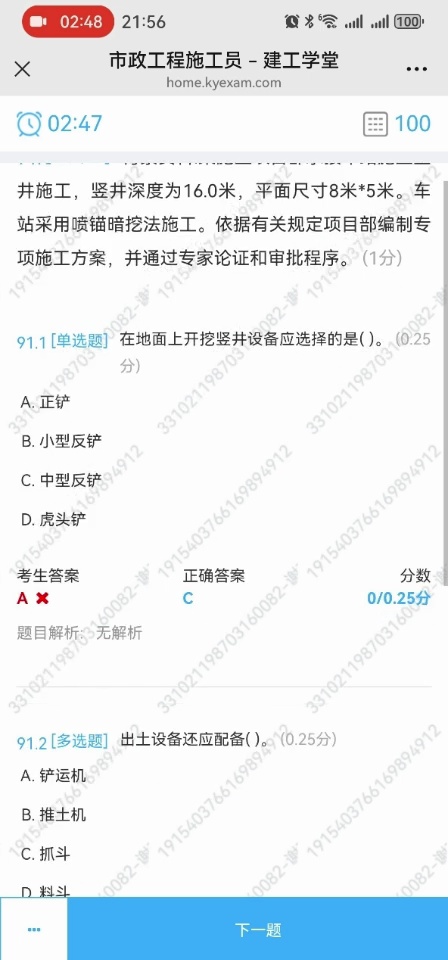 02:48 21:56 6 100
市政工程施工员 - 建工学堂
home.kyexam.com
02:47 100
井施工，竖井深度为16.0米，平面尺寸8米*5米。车
站采用喷锚暗挖法施工。依据有关规定项目部编制专
项施工方案，并通过专家论证和审批程序。(1分)
91.1 [单选题] 在地面上开挖竖井设备应选择的是( )。(0.25
分)
A. 正铲
B. 小型反铲
C. 中型反铲
D. 虎头铲
考生答案 正确答案 分数
A C 0/0.25分
题目解析: 无解析
91.2 [多选题] 出土设备还应配备( )。(0.25分)
A. 铲运机
B. 推土机
C. 抓斗
D. 料斗
下一题